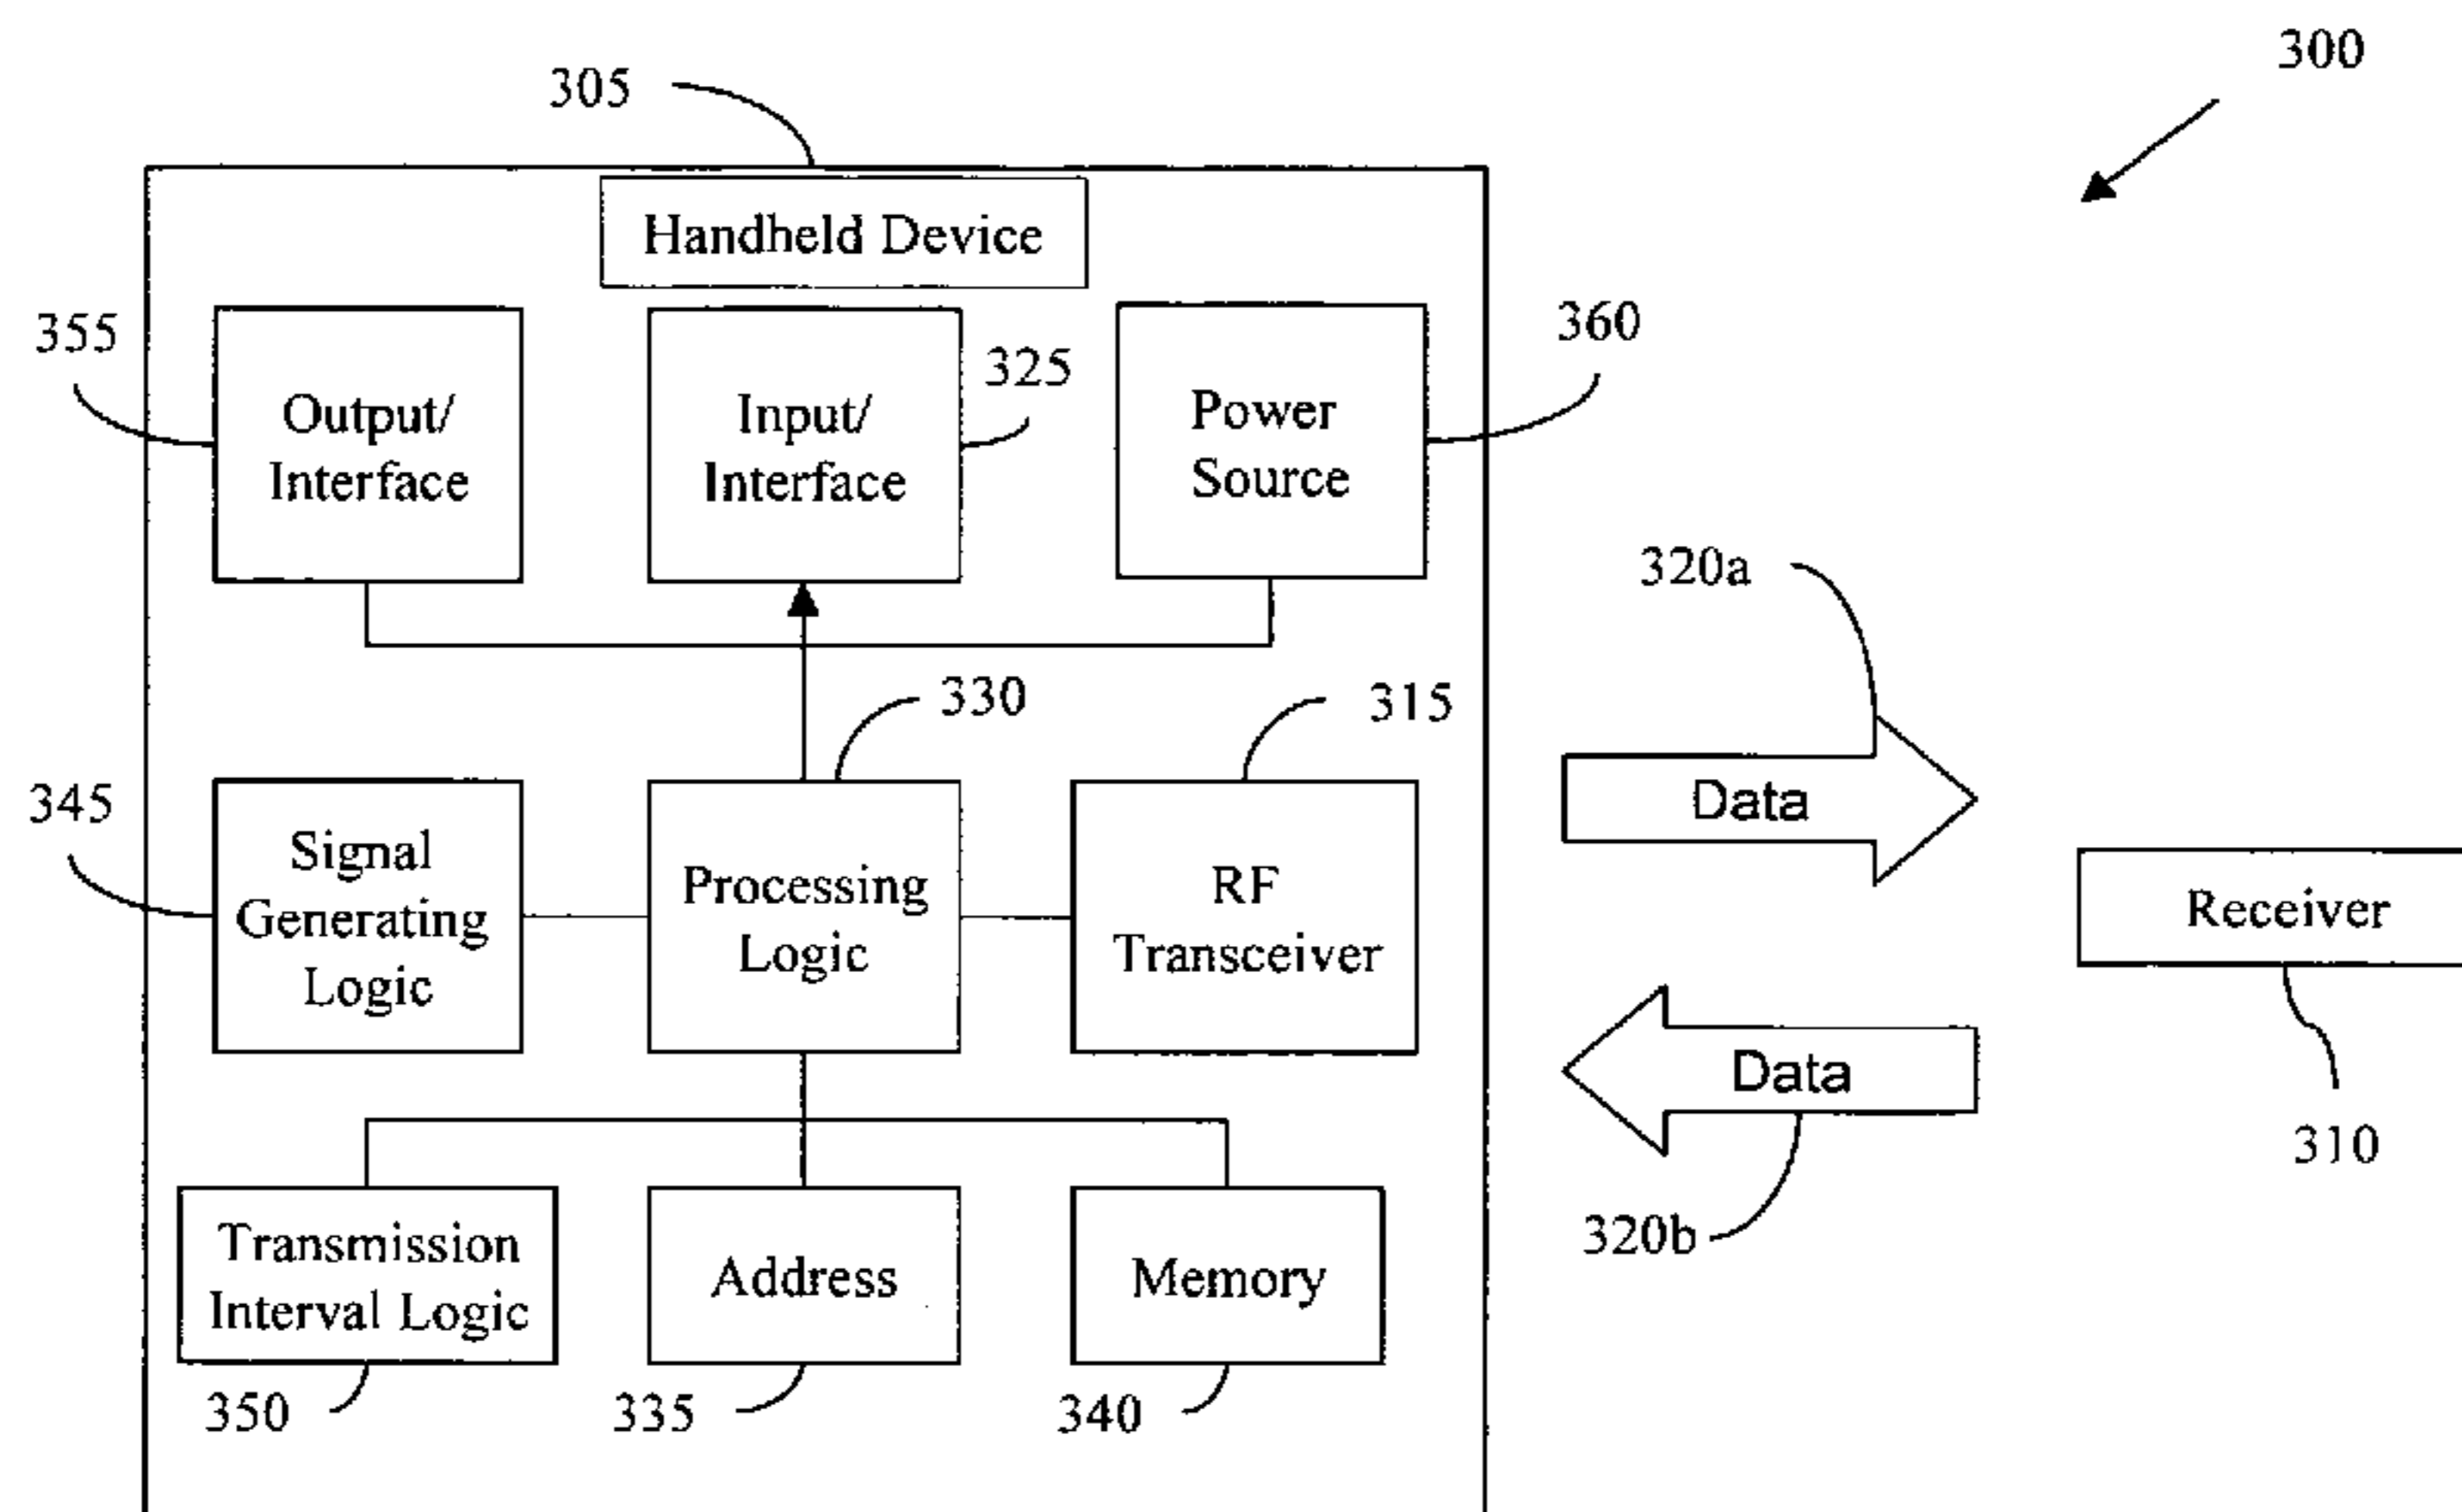 300
305
Handheld Device
355
Output/
Interface
Input/
Interface
325
Power
Source
360
320a
330
315
345
Signal
Generating
Logic
Processing
Logic
RF
Transceiver
Data
Receiver
Data
310
320b
Transmission
Interval Logic
Address
Memory
350
335
340